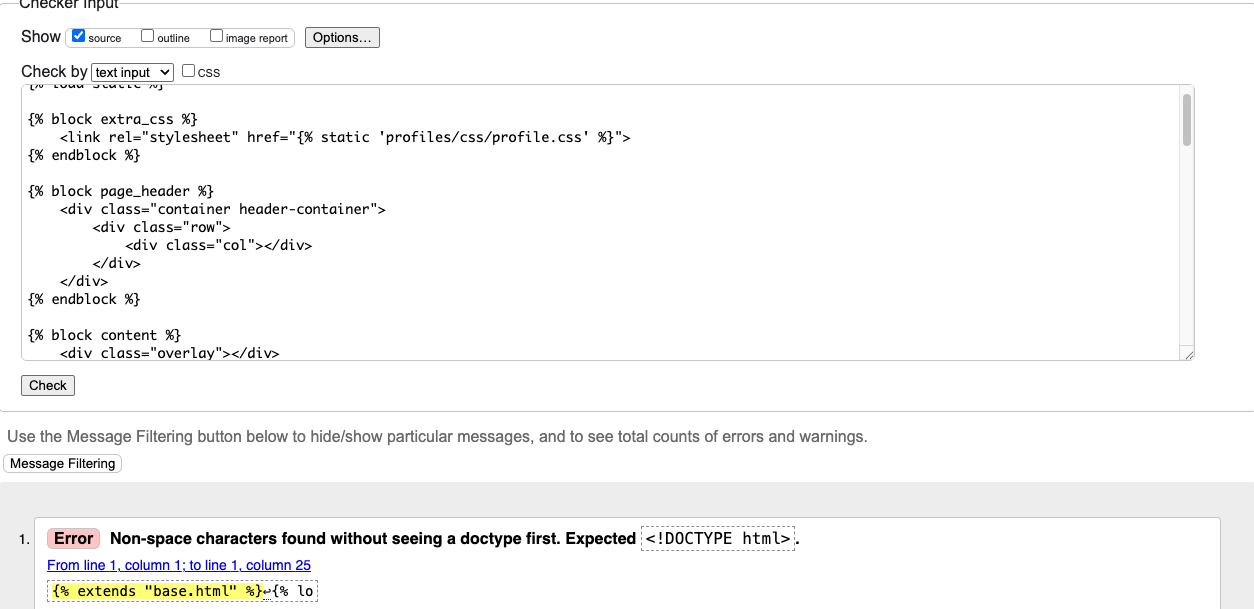 Checker Input
Show source outline image report Options...
Check by text input CSS
{% load static %}
{% block extra_css %}
<link rel="stylesheet" href="{% static 'profiles/css/profile.css' %}">
{% endblock %}
{% block page_header %}
<div class="container header-container">
<div class="row">
<div class="col"></div>
</div>
</div>
{% endblock %}
{% block content %}
<div class="overlay"></div>
Check
Use the Message Filtering button below to hide/show particular messages, and to see total counts of errors and warnings.
Message Filtering
1. Error Non-space characters found without seeing a doctype first. Expected <!DOCTYPE html>.
From line 1, column 1; to line 1, column 25
{% extends "base.html" %}↩{% lo